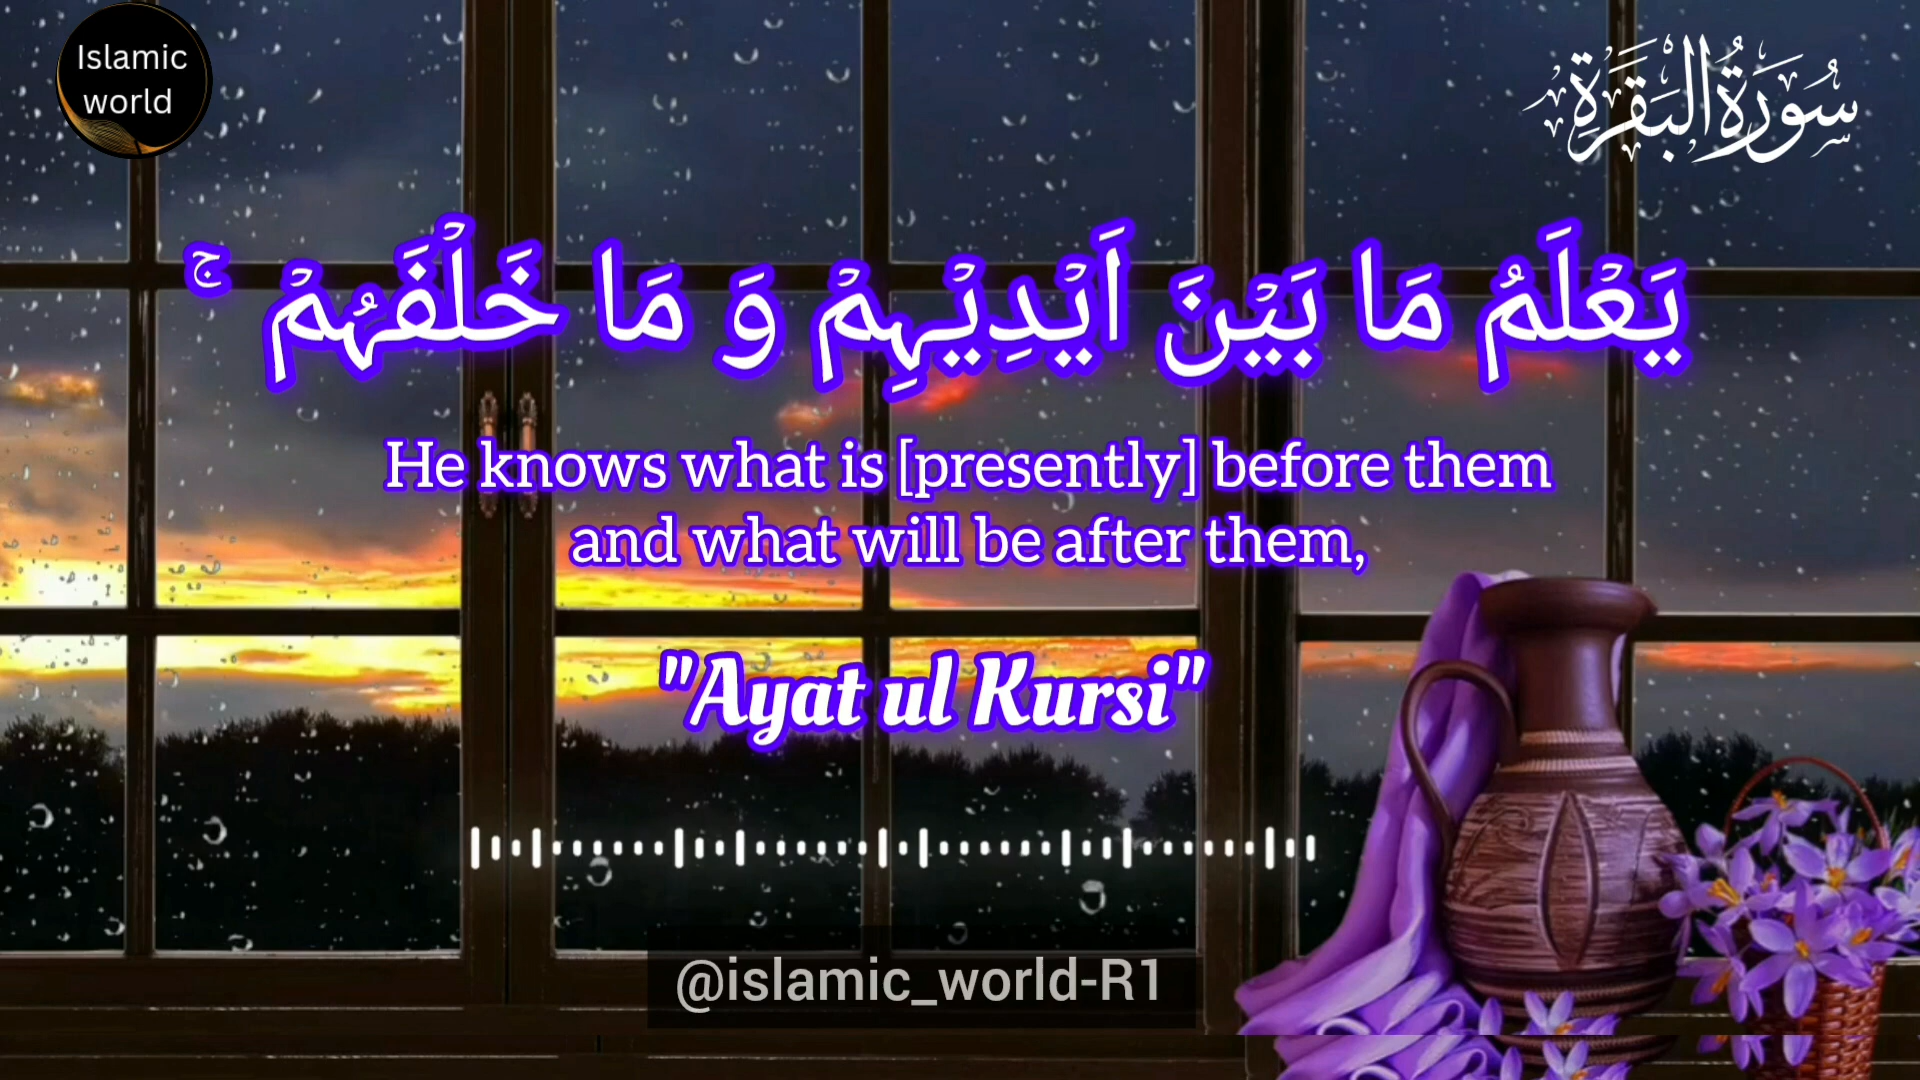 Islamic
world
سُورَةُ البَقَرَةِ
يَعْلَمُ مَا بَيْنَ اَيْدِيْهِمْ وَ مَا خَلْفَهُمْ ۚ
He knows what is [presently] before them
and what will be after them,
"Ayat ul Kursi"
@islamic_world-R1